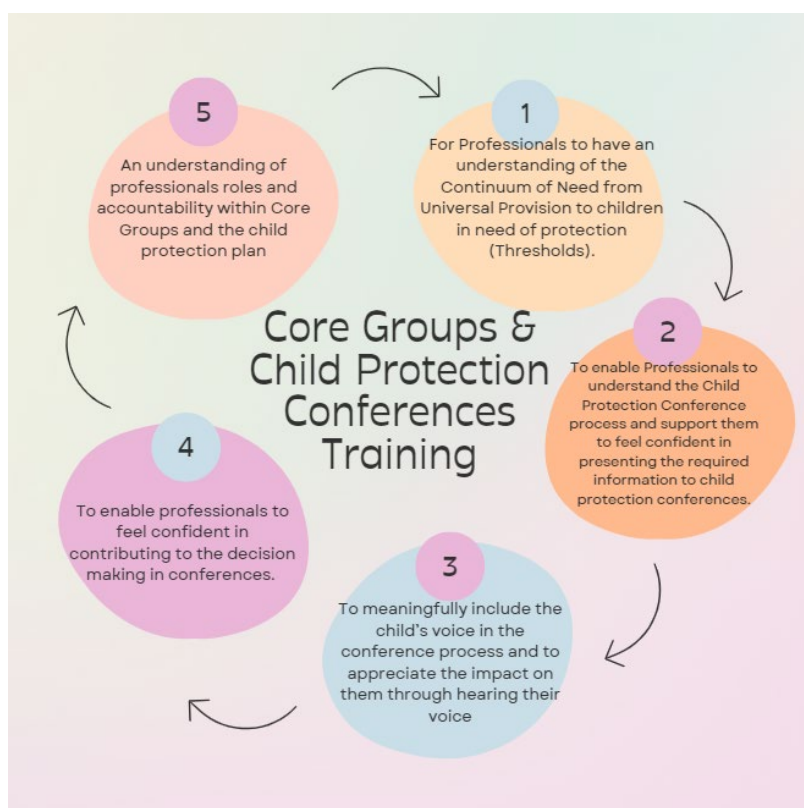 Core Groups &
Child Protection
Conferences
Training
1
For Professionals to have an
understanding of the
Continuum of Need from
Universal Provision to children
in need of protection
(Thresholds).
2
To enable Professionals to
understand the Child
Protection Conference
process and support them
to feel confident in
presenting the required
information to child
protection conferences.
3
To meaningfully include the
child's voice in the
conference process and to
appreciate the impact on
them through hearing their
voice
4
To enable professionals to
feel confident in
contributing to the decision
making in conferences.
5
An understanding of
professionals roles and
accountability within Core
Groups and the child
protection plan